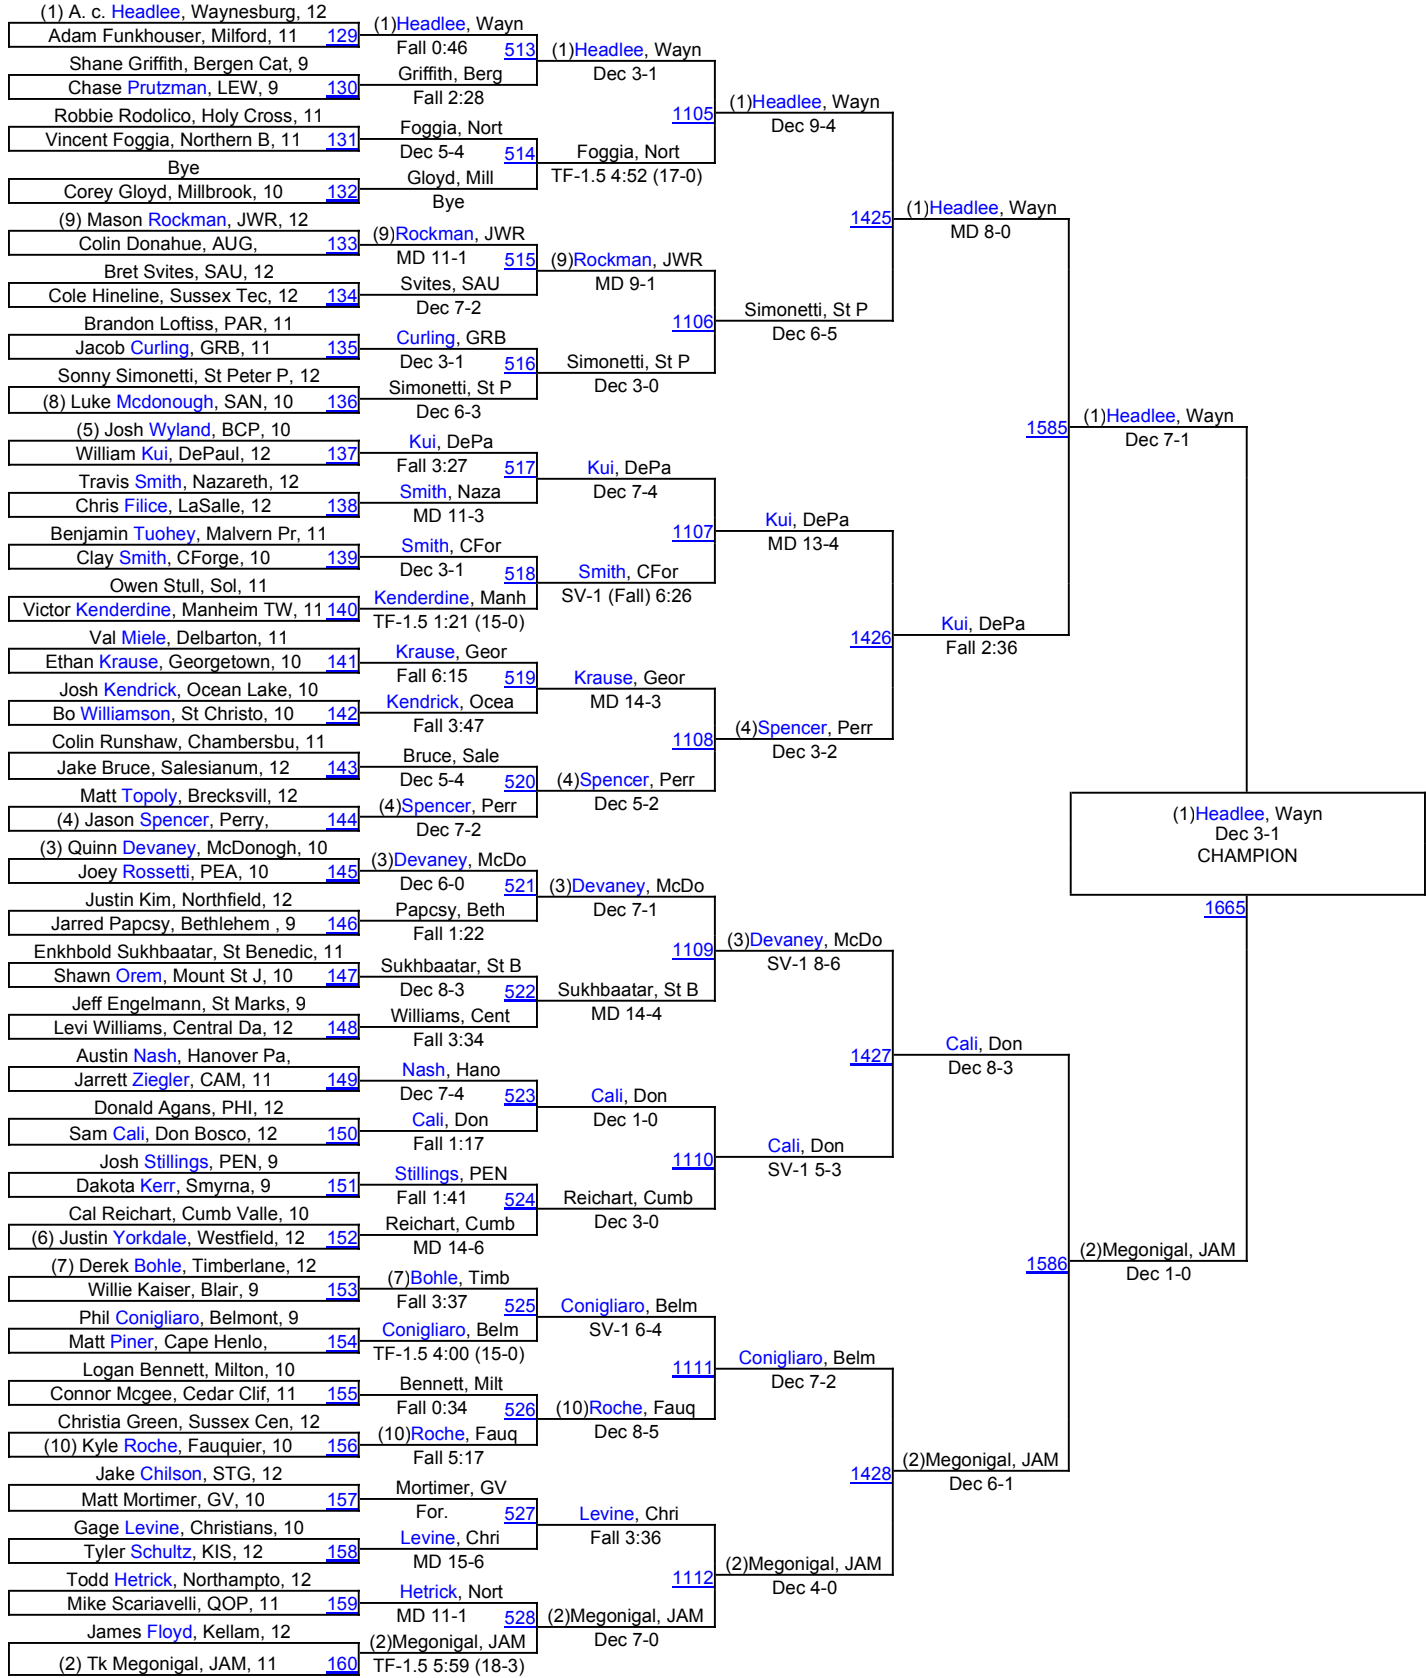 (1) A. c. Headlee, Waynesburg, 12
Adam Funkhouser, Milford, 11 129
Shane Griffith, Bergen Cat, 9
Chase Prutzman, LEW, 9 130
Robbie Rodolico, Holy Cross, 11
Vincent Foggia, Northern B, 11 131
Bye
Corey Gloyd, Millbrook, 10 132
(9) Mason Rockman, JWR, 12
Colin Donahue, AUG, 133
Bret Svites, SAU, 12
Cole Hineline, Sussex Tec, 12 134
Brandon Loftiss, PAR, 11
Jacob Curling, GRB, 11 135
Sonny Simonetti, St Peter P, 12
(8) Luke Mcdonough, SAN, 10 136
(5) Josh Wyland, BCP, 10
William Kui, DePaul, 12 137
Travis Smith, Nazareth, 12
Chris Filice, LaSalle, 12 138
Benjamin Tuohey, Malvern Pr, 11
Clay Smith, CForge, 10 139
Owen Stull, Sol, 11
Victor Kenderdine, Manheim TW, 11 140
Val Miele, Delbarton, 11
Ethan Krause, Georgetown, 10 141
Josh Kendrick, Ocean Lake, 10
Bo Williamson, St Christo, 10 142
Colin Runshaw, Chambersbu, 11
Jake Bruce, Salesianum, 12 143
Matt Topoly, Brecksvill, 12
(4) Jason Spencer, Perry, 144
(3) Quinn Devaney, McDonogh, 10
Joey Rossetti, PEA, 10 145
Justin Kim, Northfield, 12
Jarred Papcsy, Bethlehem , 9 146
Enkhbold Sukhbaatar, St Benedic, 11
Shawn Orem, Mount St J, 10 147
Jeff Engelmann, St Marks, 9
Levi Williams, Central Da, 12 148
Austin Nash, Hanover Pa,
Jarrett Ziegler, CAM, 11 149
Donald Agans, PHI, 12
Sam Cali, Don Bosco, 12 150
Josh Stillings, PEN, 9
Dakota Kerr, Smyrna, 9 151
Cal Reichart, Cumb Valle, 10
(6) Justin Yorkdale, Westfield, 12 152
(7) Derek Bohle, Timberlane, 12
Willie Kaiser, Blair, 9 153
Phil Conigliaro, Belmont, 9
Matt Piner, Cape Henlo, 154
Logan Bennett, Milton, 10
Connor Mcgee, Cedar Clif, 11 155
Christia Green, Sussex Cen, 12
(10) Kyle Roche, Fauquier, 10 156
Jake Chilson, STG, 12
Matt Mortimer, GV, 10 157
Gage Levine, Christians, 10
Tyler Schultz, KIS, 12 158
Todd Hetrick, Northampto, 12
Mike Scariavelli, QOP, 11 159
James Floyd, Kellam, 12
(2) Tk Megonigal, JAM, 11 160
(1)Headlee, Wayn
Fall 0:46 513
Griffith, Berg
Fall 2:28
Foggia, Nort
Dec 5-4 514
Gloyd, Mill
Bye
(9)Rockman, JWR
MD 11-1 515
Svites, SAU
Dec 7-2
Curling, GRB
Dec 3-1 516
Simonetti, St P
Dec 6-3
Kui, DePa
Fall 3:27 517
Smith, Naza
MD 11-3
Smith, CFor
Dec 3-1 518
Kenderdine, Manh
TF-1.5 1:21 (15-0)
Krause, Geor
Fall 6:15 519
Kendrick, Ocea
Fall 3:47
Bruce, Sale
Dec 5-4 520
(4)Spencer, Perr
Dec 7-2
(3)Devaney, McDo
Dec 6-0 521
Papcsy, Beth
Fall 1:22
Sukhbaatar, St B
Dec 8-3 522
Williams, Cent
Fall 3:34
Nash, Hano
Dec 7-4 523
Cali, Don
Fall 1:17
Stillings, PEN
Fall 1:41 524
Reichart, Cumb
MD 14-6
(7)Bohle, Timb
Fall 3:37 525
Conigliaro, Belm
TF-1.5 4:00 (15-0)
Bennett, Milt
Fall 0:34 526
(10)Roche, Fauq
Fall 5:17
Mortimer, GV
For. 527
Levine, Chri
MD 15-6
Hetrick, Nort
MD 11-1 528
(2)Megonigal, JAM
TF-1.5 5:59 (18-3)
(1)Headlee, Wayn
Dec 3-1
1105
Foggia, Nort
TF-1.5 4:52 (17-0)
(9)Rockman, JWR
MD 9-1
1106
Simonetti, St P
Dec 3-0
Kui, DePa
Dec 7-4
1107
Smith, CFor
SV-1 (Fall) 6:26
Krause, Geor
MD 14-3
1108
(4)Spencer, Perr
Dec 5-2
(3)Devaney, McDo
Dec 7-1
1109
Sukhbaatar, St B
MD 14-4
Cali, Don
Dec 1-0
1110
Reichart, Cumb
Dec 3-0
Conigliaro, Belm
SV-1 6-4
1111
(10)Roche, Fauq
Dec 8-5
Levine, Chri
Fall 3:36
1112
(2)Megonigal, JAM
Dec 7-0
(1)Headlee, Wayn
Dec 9-4
1425
Simonetti, St P
Dec 6-5
Kui, DePa
MD 13-4
1426
(4)Spencer, Perr
Dec 3-2
(3)Devaney, McDo
SV-1 8-6
1427
Cali, Don
SV-1 5-3
Conigliaro, Belm
Dec 7-2
1428
(2)Megonigal, JAM
Dec 4-0
(1)Headlee, Wayn
MD 8-0
1585
Kui, DePa
Fall 2:36
Cali, Don
Dec 8-3
1586
(2)Megonigal, JAM
Dec 6-1
(1)Headlee, Wayn
Dec 7-1
(2)Megonigal, JAM
Dec 1-0
(1)Headlee, Wayn
Dec 3-1
CHAMPION
1665